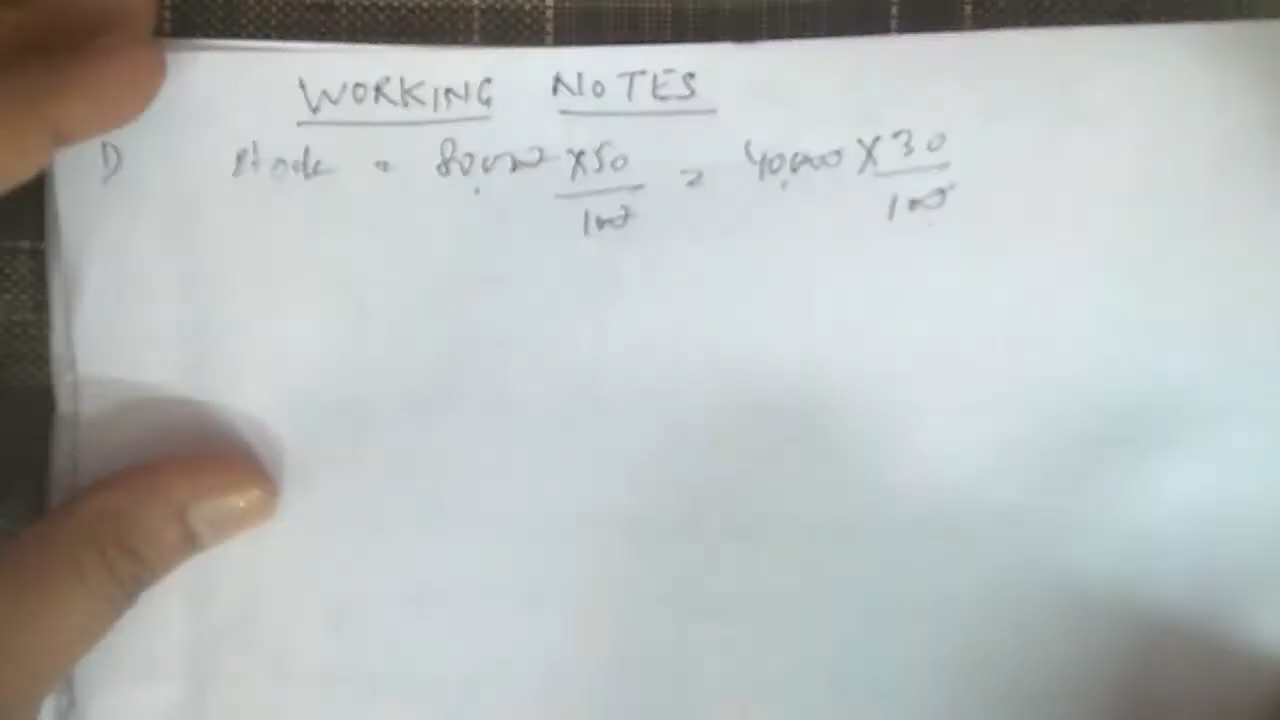 WORKING NOTES
1) Stock = 80,000 × 50/100 = 40,000 × 30/100